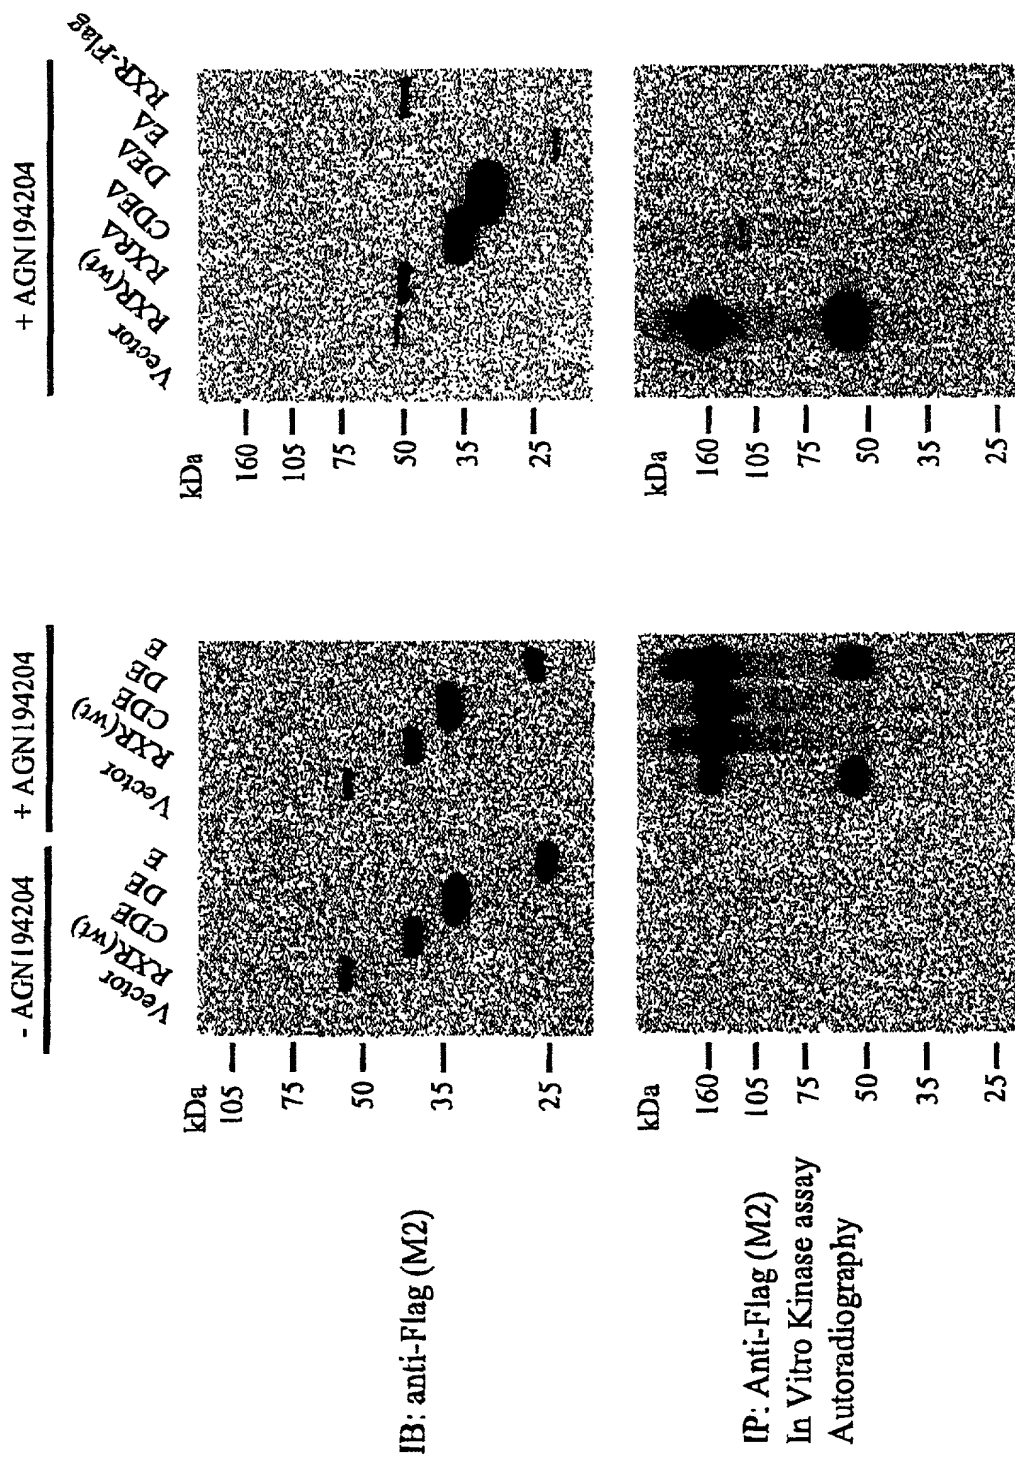 - AGN194204
+ AGN194204
+ AGN194204
Vector
RXR(wt)
CDE
DE
E
Vector
RXR(wt)
CDE
DE
E
Vector
RXR(wt)
RXRΔ
CDEΔ
DEΔ
EΔ
RXR-Flag
IB: anti-Flag (M2)
kDa
105
75
50
35
25
kDa
160
105
75
50
35
25
IP: Anti-Flag (M2)
In Vitro Kinase assay
Autoradiography
kDa
160
105
75
50
35
25
kDa
160
105
75
50
35
25